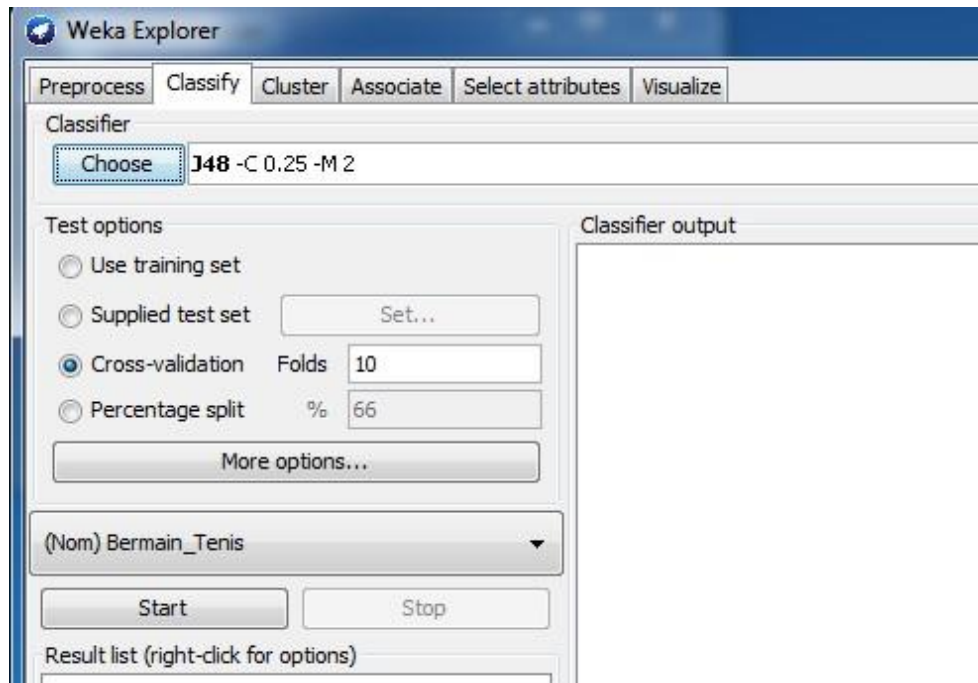 Weka Explorer
Preprocess Classify Cluster Associate Select attributes Visualize
Classifier
Choose J48 -C 0.25 -M 2
Test options
Classifier output
Use training set
Supplied test set Set...
Cross-validation Folds 10
Percentage split % 66
More options...
(Nom) Bermain_Tenis
Start Stop
Result list (right-click for options)